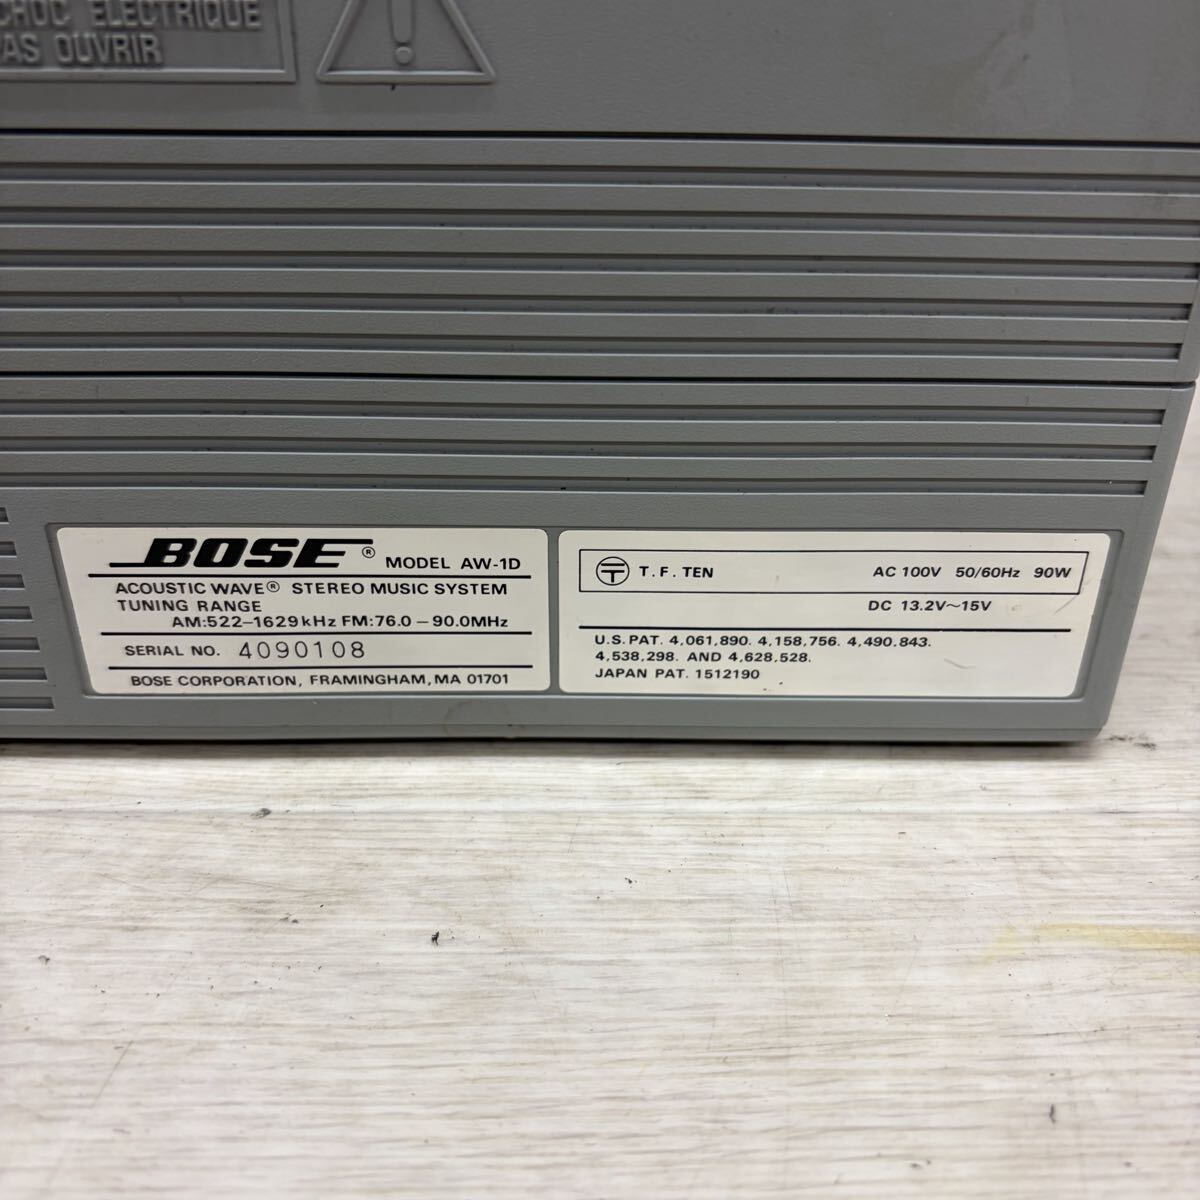 CHOC ELECTRIQUE
PAS OUVRIR
BOSE® MODEL AW-1D
ACOUSTIC WAVE® STEREO MUSIC SYSTEM
TUNING RANGE
AM:522–1629kHz FM:76.0–90.0MHz
SERIAL NO. 4090108
BOSE CORPORATION, FRAMINGHAM, MA 01701
T.F. TEN AC 100V 50/60Hz 90W
DC 13.2V~15V
U.S. PAT. 4,061,890. 4,158,756. 4,490,843.
4,538,298. AND 4,628,528.
JAPAN PAT. 1512190